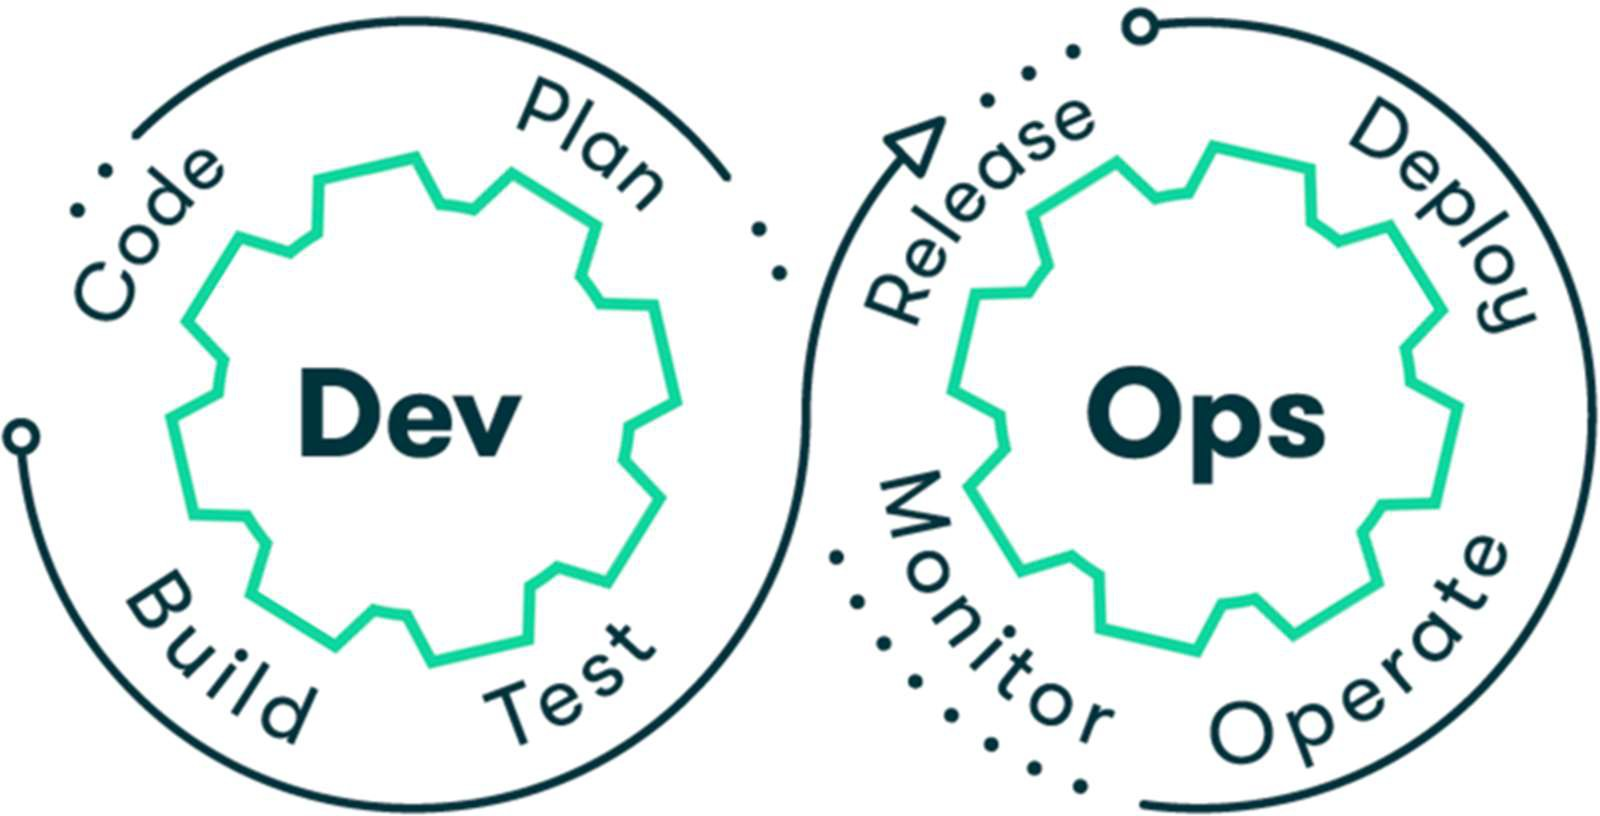 Plan
Code
Dev
Build
Test
Release
Deploy
Ops
Operate
Monitor